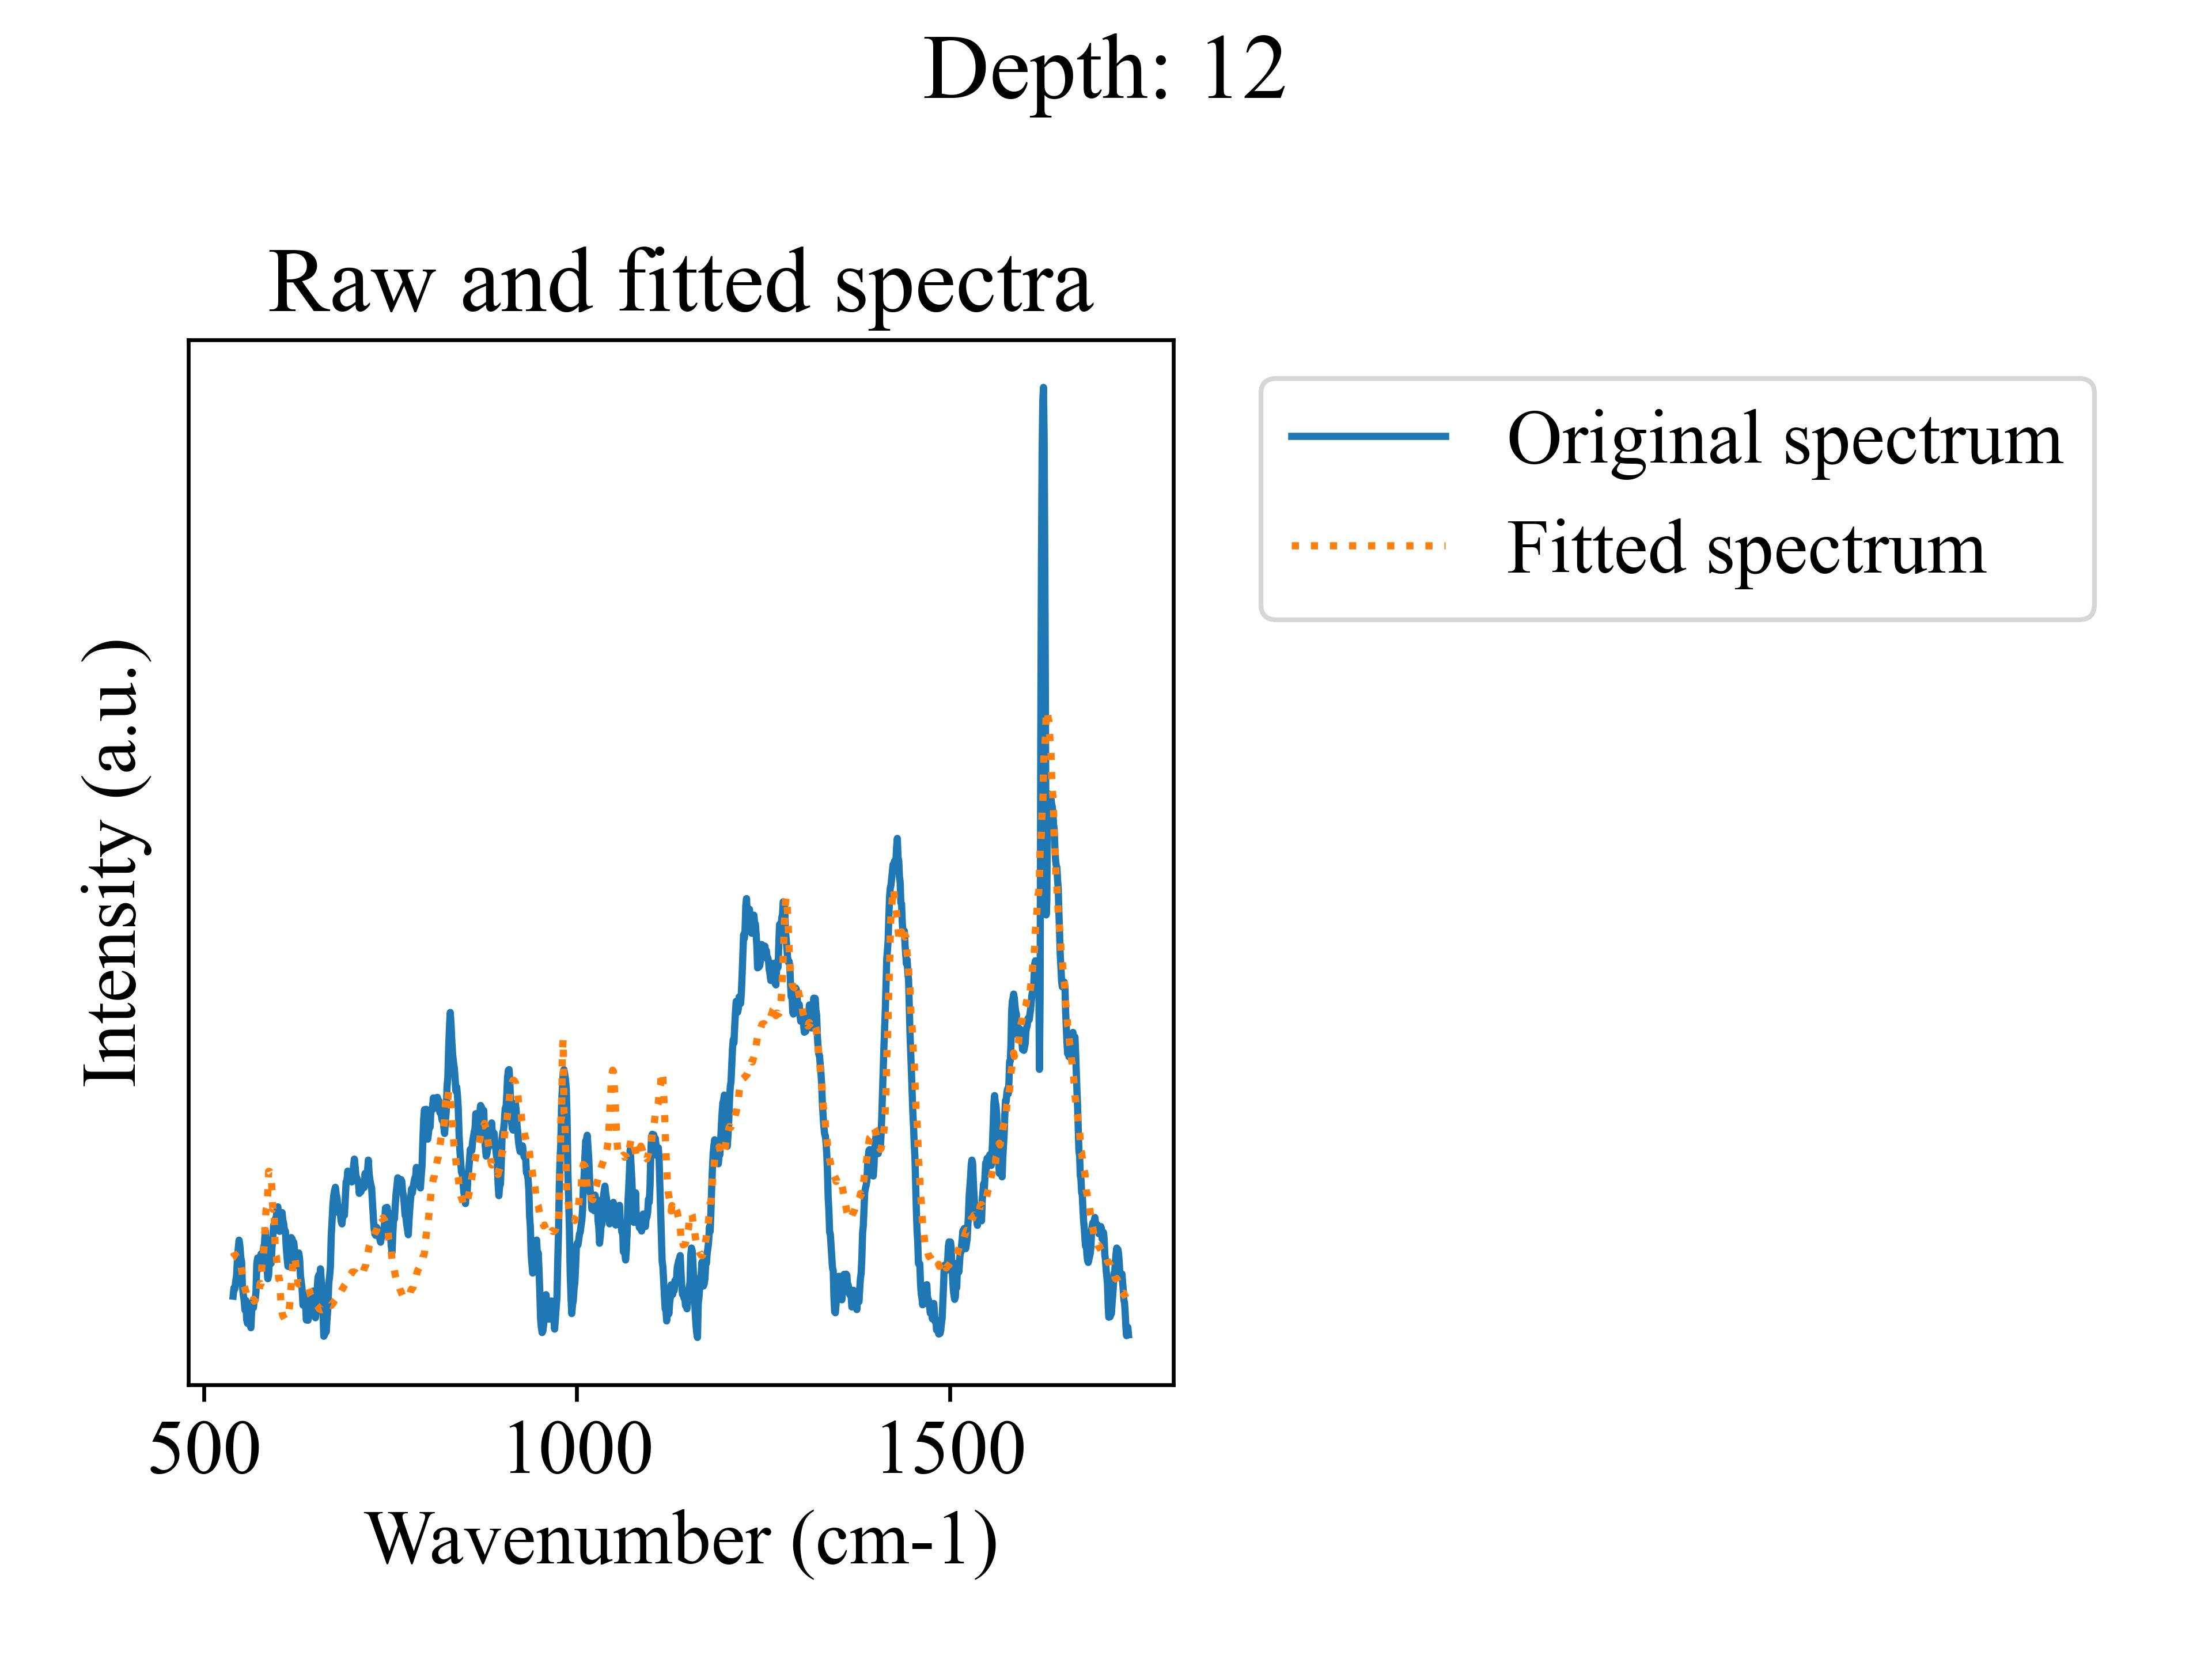 Depth: 12
Raw and fitted spectra
Original spectrum
Fitted spectrum
Intensity (a.u.)
500 1000 1500
Wavenumber (cm-1)